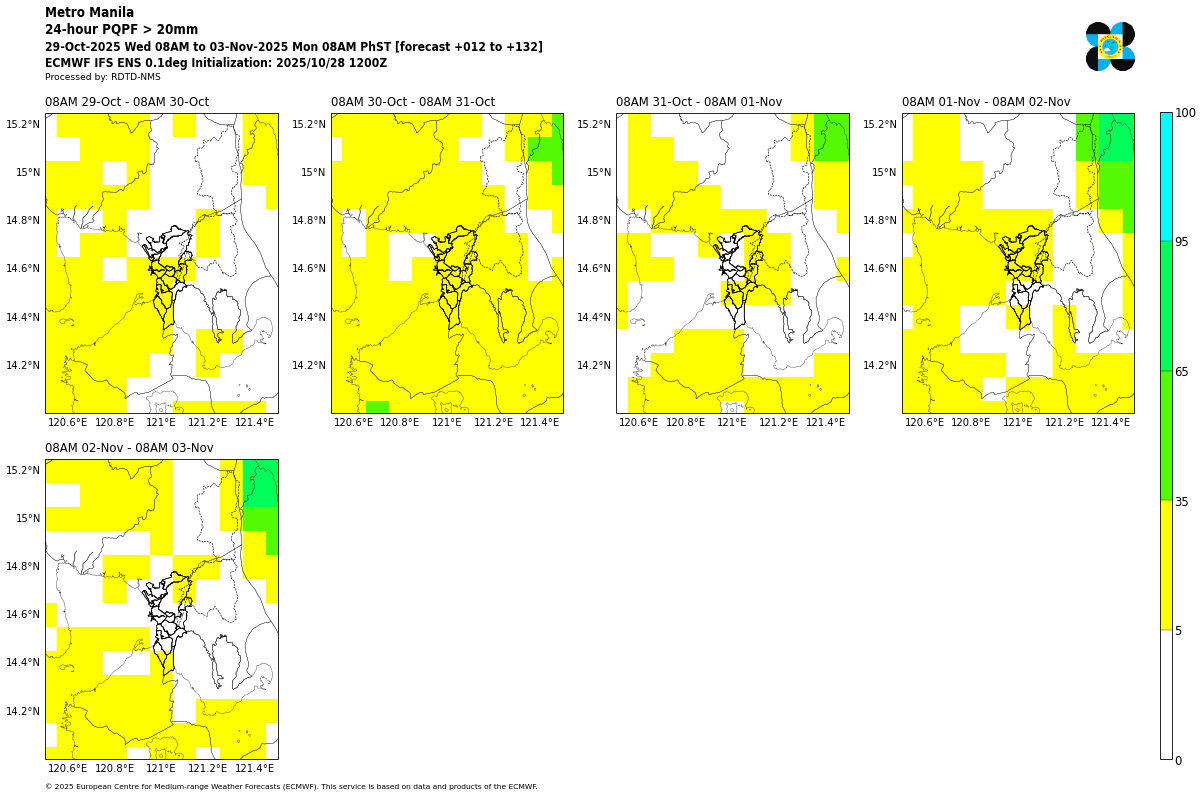 Metro Manila
24-hour PQPF > 20mm
29-Oct-2025 Wed 08AM to 03-Nov-2025 Mon 08AM PhST [forecast +012 to +132]
ECMWF IFS ENS 0.1deg Initialization: 2025/10/28 1200Z
Processed by: RDTD-NMS
08AM 29-Oct - 08AM 30-Oct
15.2°N
15°N
14.8°N
14.6°N
14.4°N
14.2°N
120.6°E 120.8°E 121°E 121.2°E 121.4°E
08AM 30-Oct - 08AM 31-Oct
15.2°N
15°N
14.8°N
14.6°N
14.4°N
14.2°N
120.6°E 120.8°E 121°E 121.2°E 121.4°E
08AM 31-Oct - 08AM 01-Nov
15.2°N
15°N
14.8°N
14.6°N
14.4°N
14.2°N
120.6°E 120.8°E 121°E 121.2°E 121.4°E
08AM 01-Nov - 08AM 02-Nov
15.2°N
15°N
14.8°N
14.6°N
14.4°N
14.2°N
120.6°E 120.8°E 121°E 121.2°E 121.4°E
100
95
65
35
5
0
08AM 02-Nov - 08AM 03-Nov
15.2°N
15°N
14.8°N
14.6°N
14.4°N
14.2°N
120.6°E 120.8°E 121°E 121.2°E 121.4°E
© 2025 European Centre for Medium-range Weather Forecasts (ECMWF). This service is based on data and products of the ECMWF.